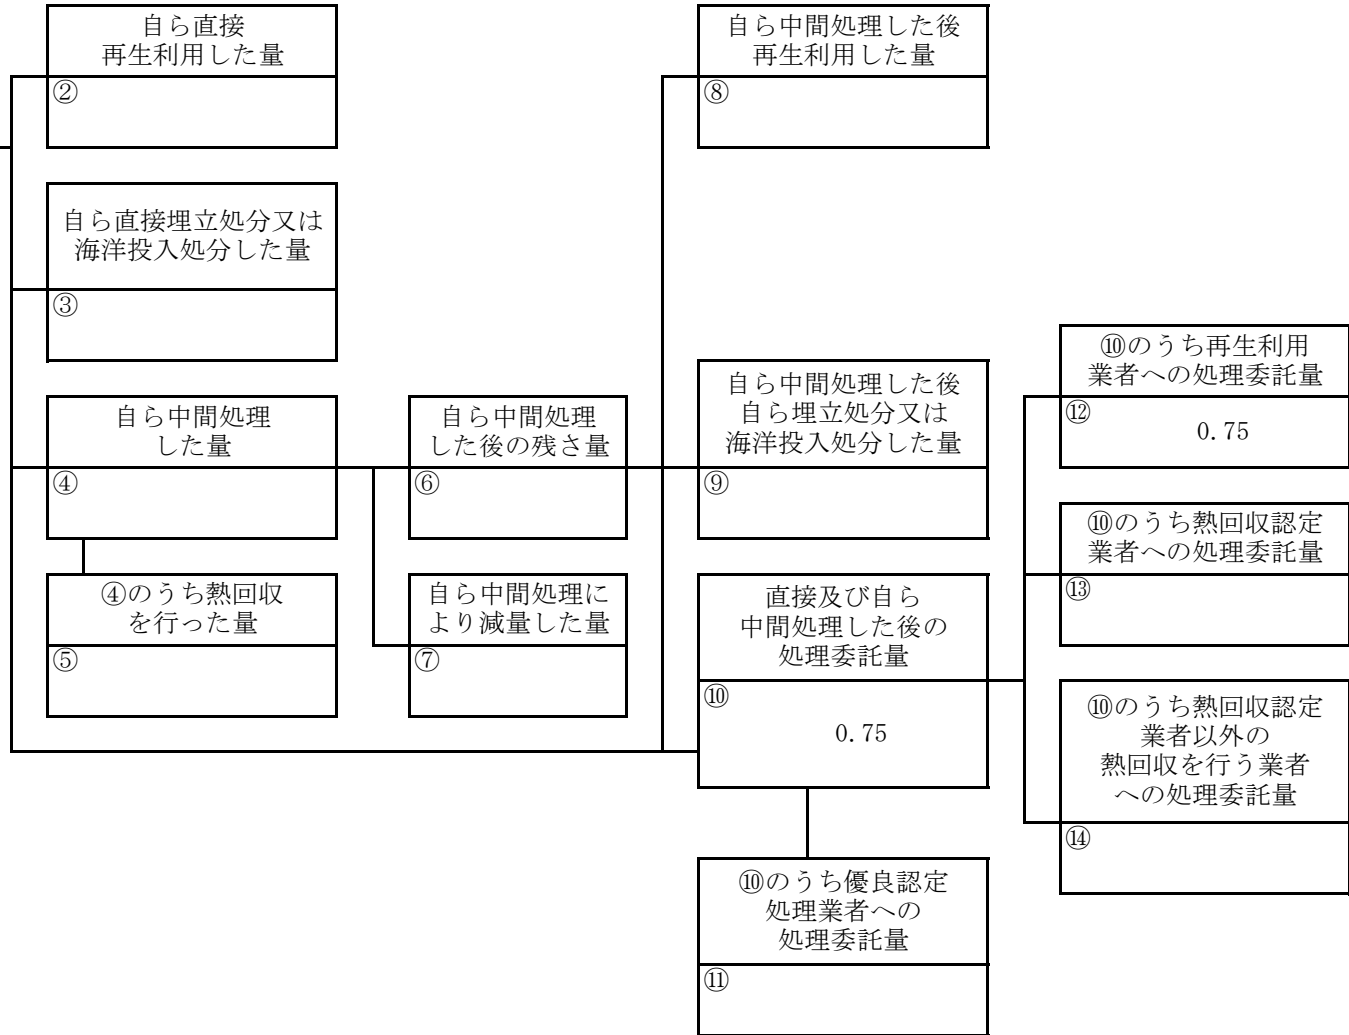 自ら直接
再生利用した量
②
自ら直接埋立処分又は
海洋投入処分した量
③
自ら中間処理
した量
④
④のうち熱回収
を行った量
⑤
自ら中間処理
した後の残さ量
⑥
自ら中間処理に
より減量した量
⑦
自ら中間処理した後
再生利用した量
⑧
自ら中間処理した後
自ら埋立処分又は
海洋投入処分した量
⑨
直接及び自ら
中間処理した後の
処理委託量
⑩
0.75
⑩のうち優良認定
処理業者への
処理委託量
⑪
⑩のうち再生利用
業者への処理委託量
⑫
0.75
⑩のうち熱回収認定
業者への処理委託量
⑬
⑩のうち熱回収認定
業者以外の
熱回収を行う業者
への処理委託量
⑭